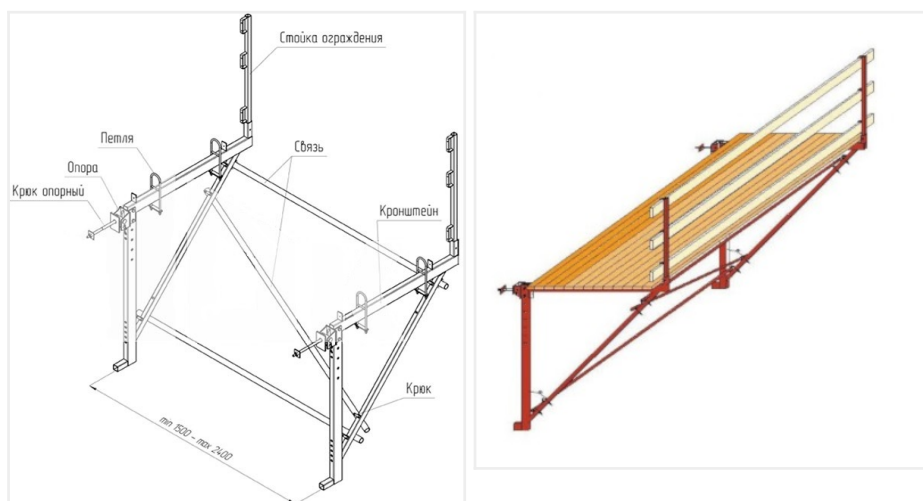 Стойка ограждения
Петля
Опора
Связь
Крюк опорный
Кронштейн
Крюк
min 1500 - max 2400